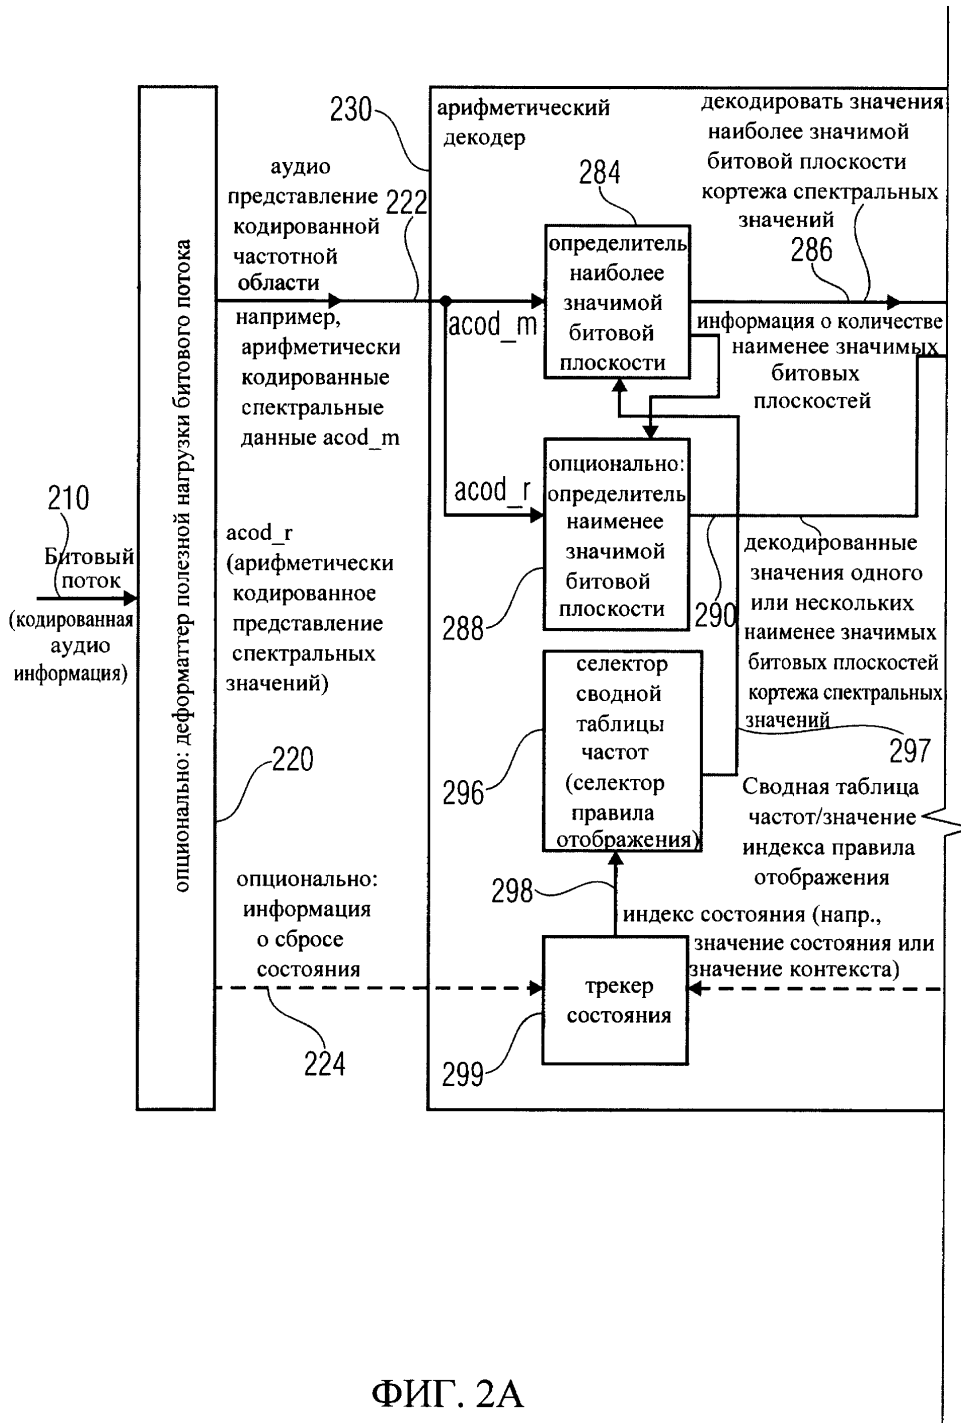 230
арифметический
декодер
декодировать значения
наиболее значимой
битовой плоскости
кортежа спектральных
значений
286
аудио
представление
кодированной
частотной
области
222
284
определитель
наиболее
значимой
битовой
плоскости
acod_m
например,
арифметически
кодированные
спектральные
данные acod_m
информация о количестве
наименее значимых
битовых
плоскостей
опционально: деформаттер полезной нагрузки битового потока
210
Битовый
поток
(кодированная
аудио
информация)
acod_r
(арифметически
кодированное
представление
спектральных
значений)
acod_r
опционально:
определитель
наименее
значимой
битовой
плоскости
288
290
декодированные
значения одного
или нескольких
наименее значимых
битовых плоскостей
кортежа спектральных
значений
297
селектор
сводной
таблицы
частот
(селектор
правила
отображения)
296
220
Сводная таблица
частот/значение
индекса правила
отображения
298
опционально:
информация
о сбросе
состояния
224
индекс состояния (напр.,
значение состояния или
значение контекста)
трекер
состояния
299
ФИГ. 2A